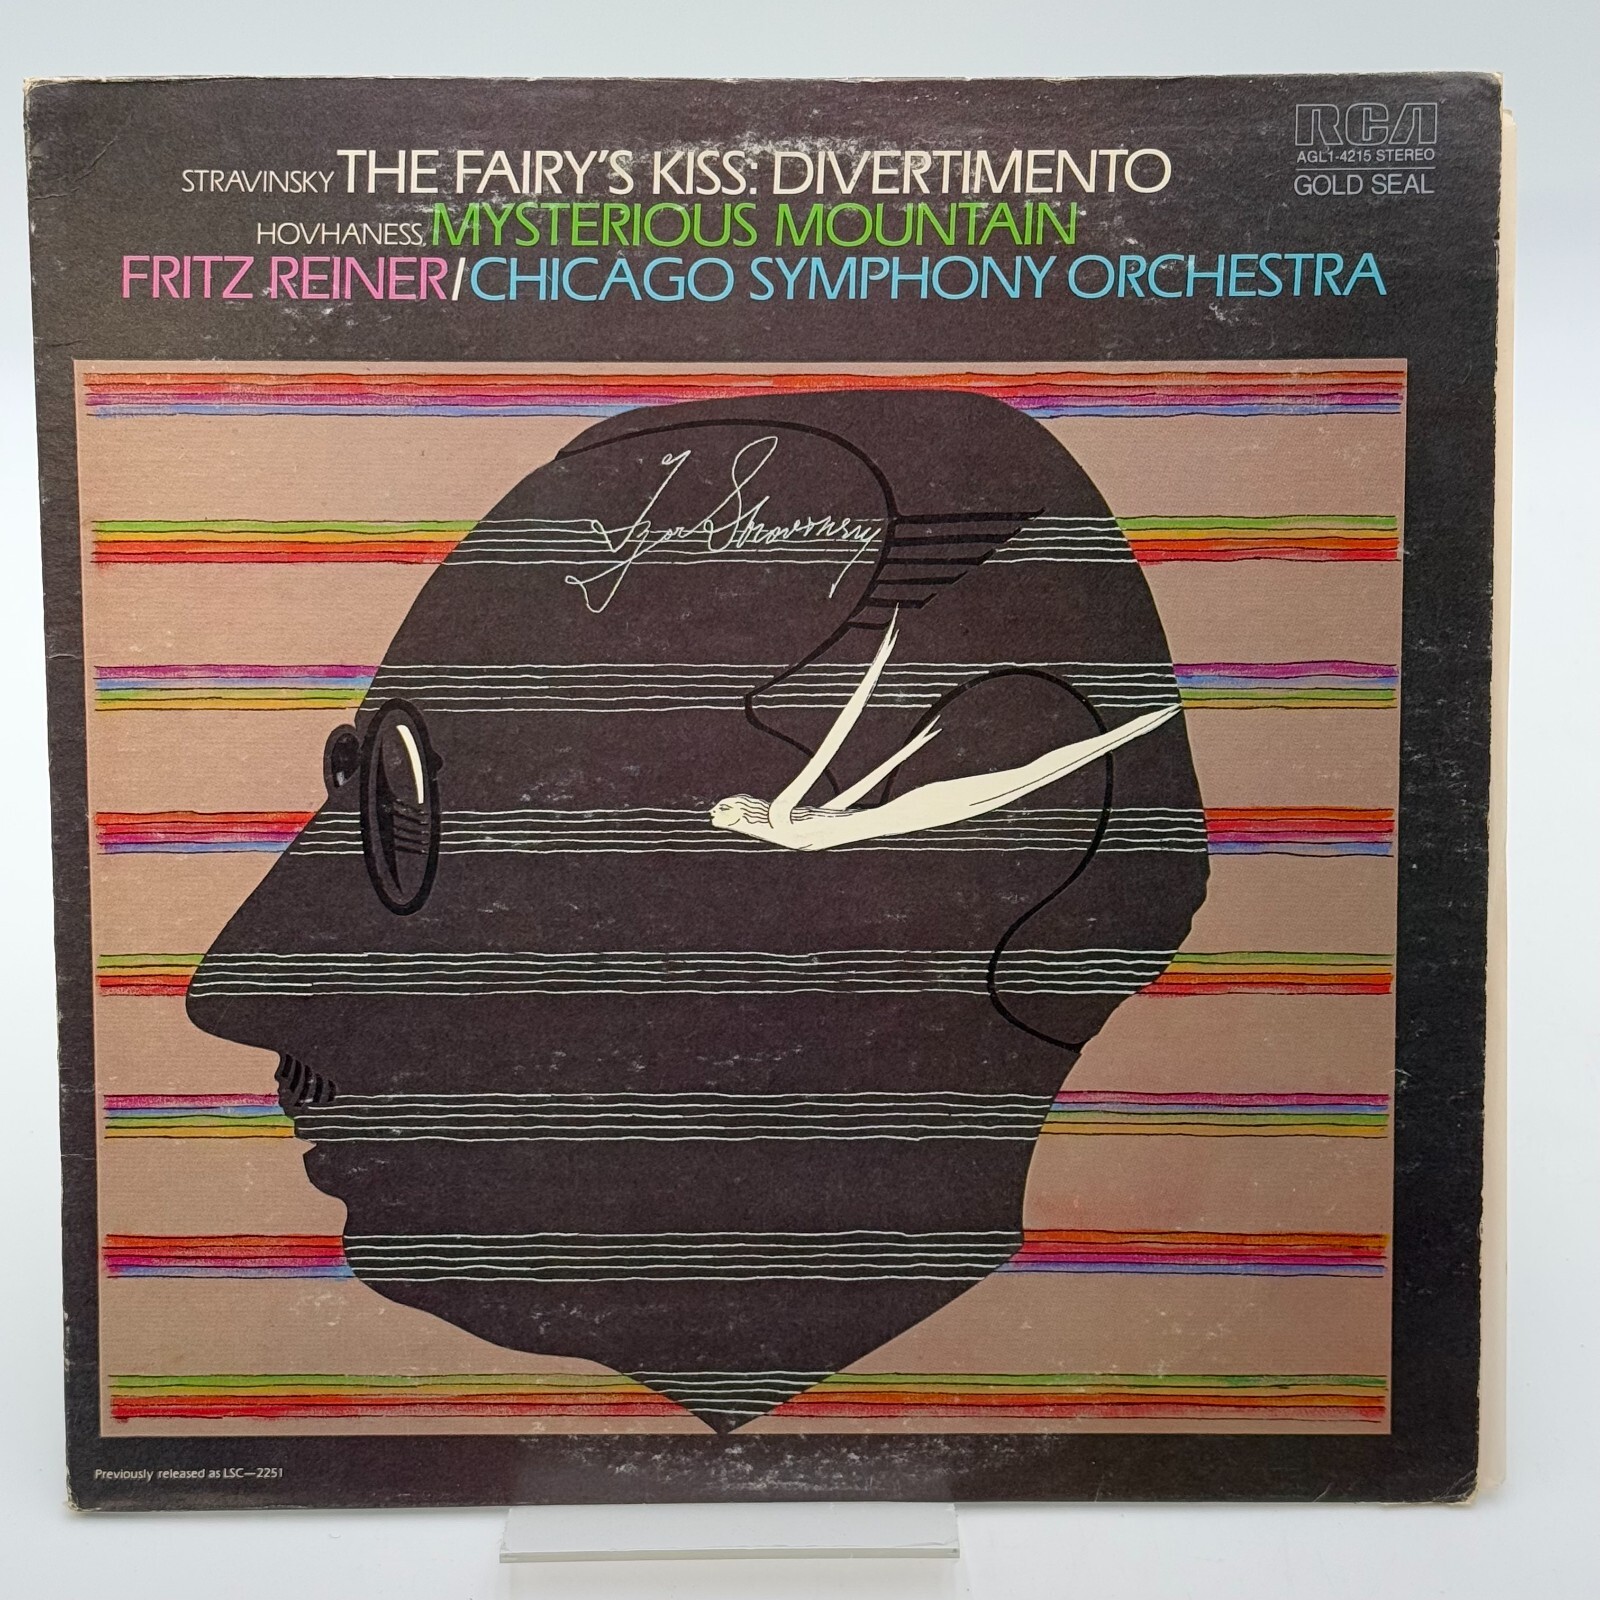 RCA
AGL1-4215 STEREO
GOLD SEAL
STRAVINSKY THE FAIRY'S KISS: DIVERTIMENTO
HOVHANESS, MYSTERIOUS MOUNTAIN
FRITZ REINER/CHICAGO SYMPHONY ORCHESTRA
Igor Stravinsky
Previously released as LSC—2251